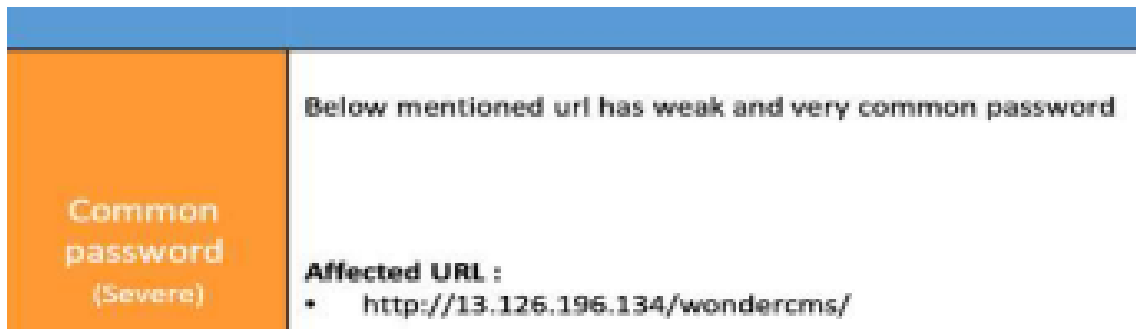 Below mentioned url has weak and very common password
Common
password
(Severe)
Affected URL :
• http://13.126.196.134/wondercms/